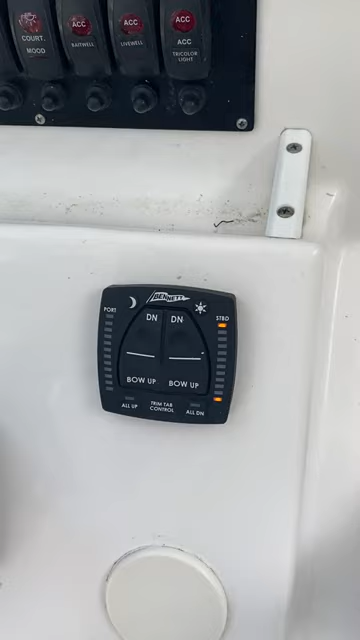 ACC
ACC
ACC
COURT.
MOOD
BAITWELL
LIVEWELL
ACC
TRICOLOR
LIGHT
BENNETT
PORT
DN
DN
STBD
BOW UP
BOW UP
ALL UP
TRIM TAB
CONTROL
ALL DN